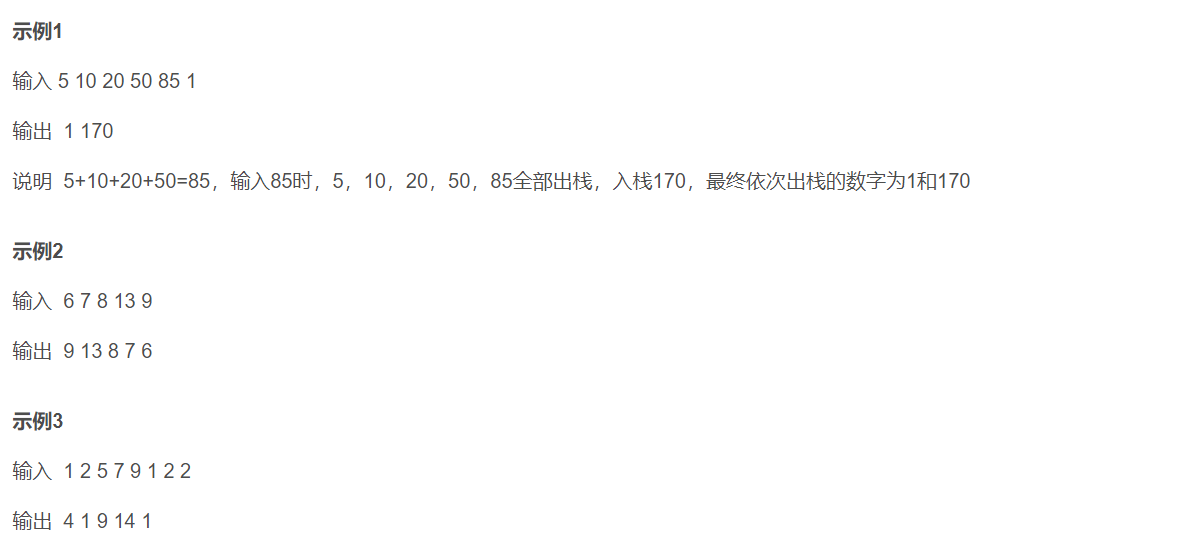 示例1
输入 5 10 20 50 85 1
输出  1 170
说明  5+10+20+50=85，输入85时，5，10，20，50，85全部出栈，入栈170，最终依次出栈的数字为1和170
示例2
输入  6 7 8 13 9
输出  9 13 8 7 6
示例3
输入  1 2 5 7 9 1 2 2
输出  4 1 9 14 1